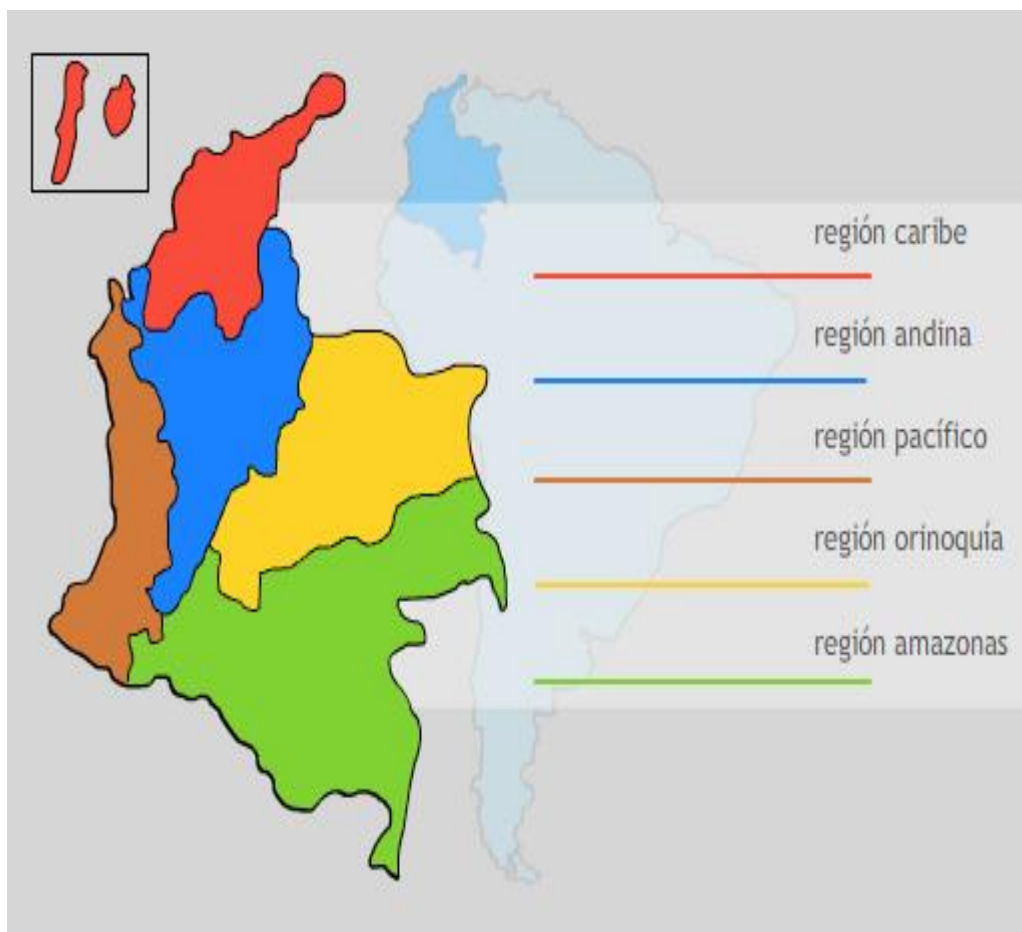 región caribe
región andina
región pacífico
región orinoquía
región amazonas